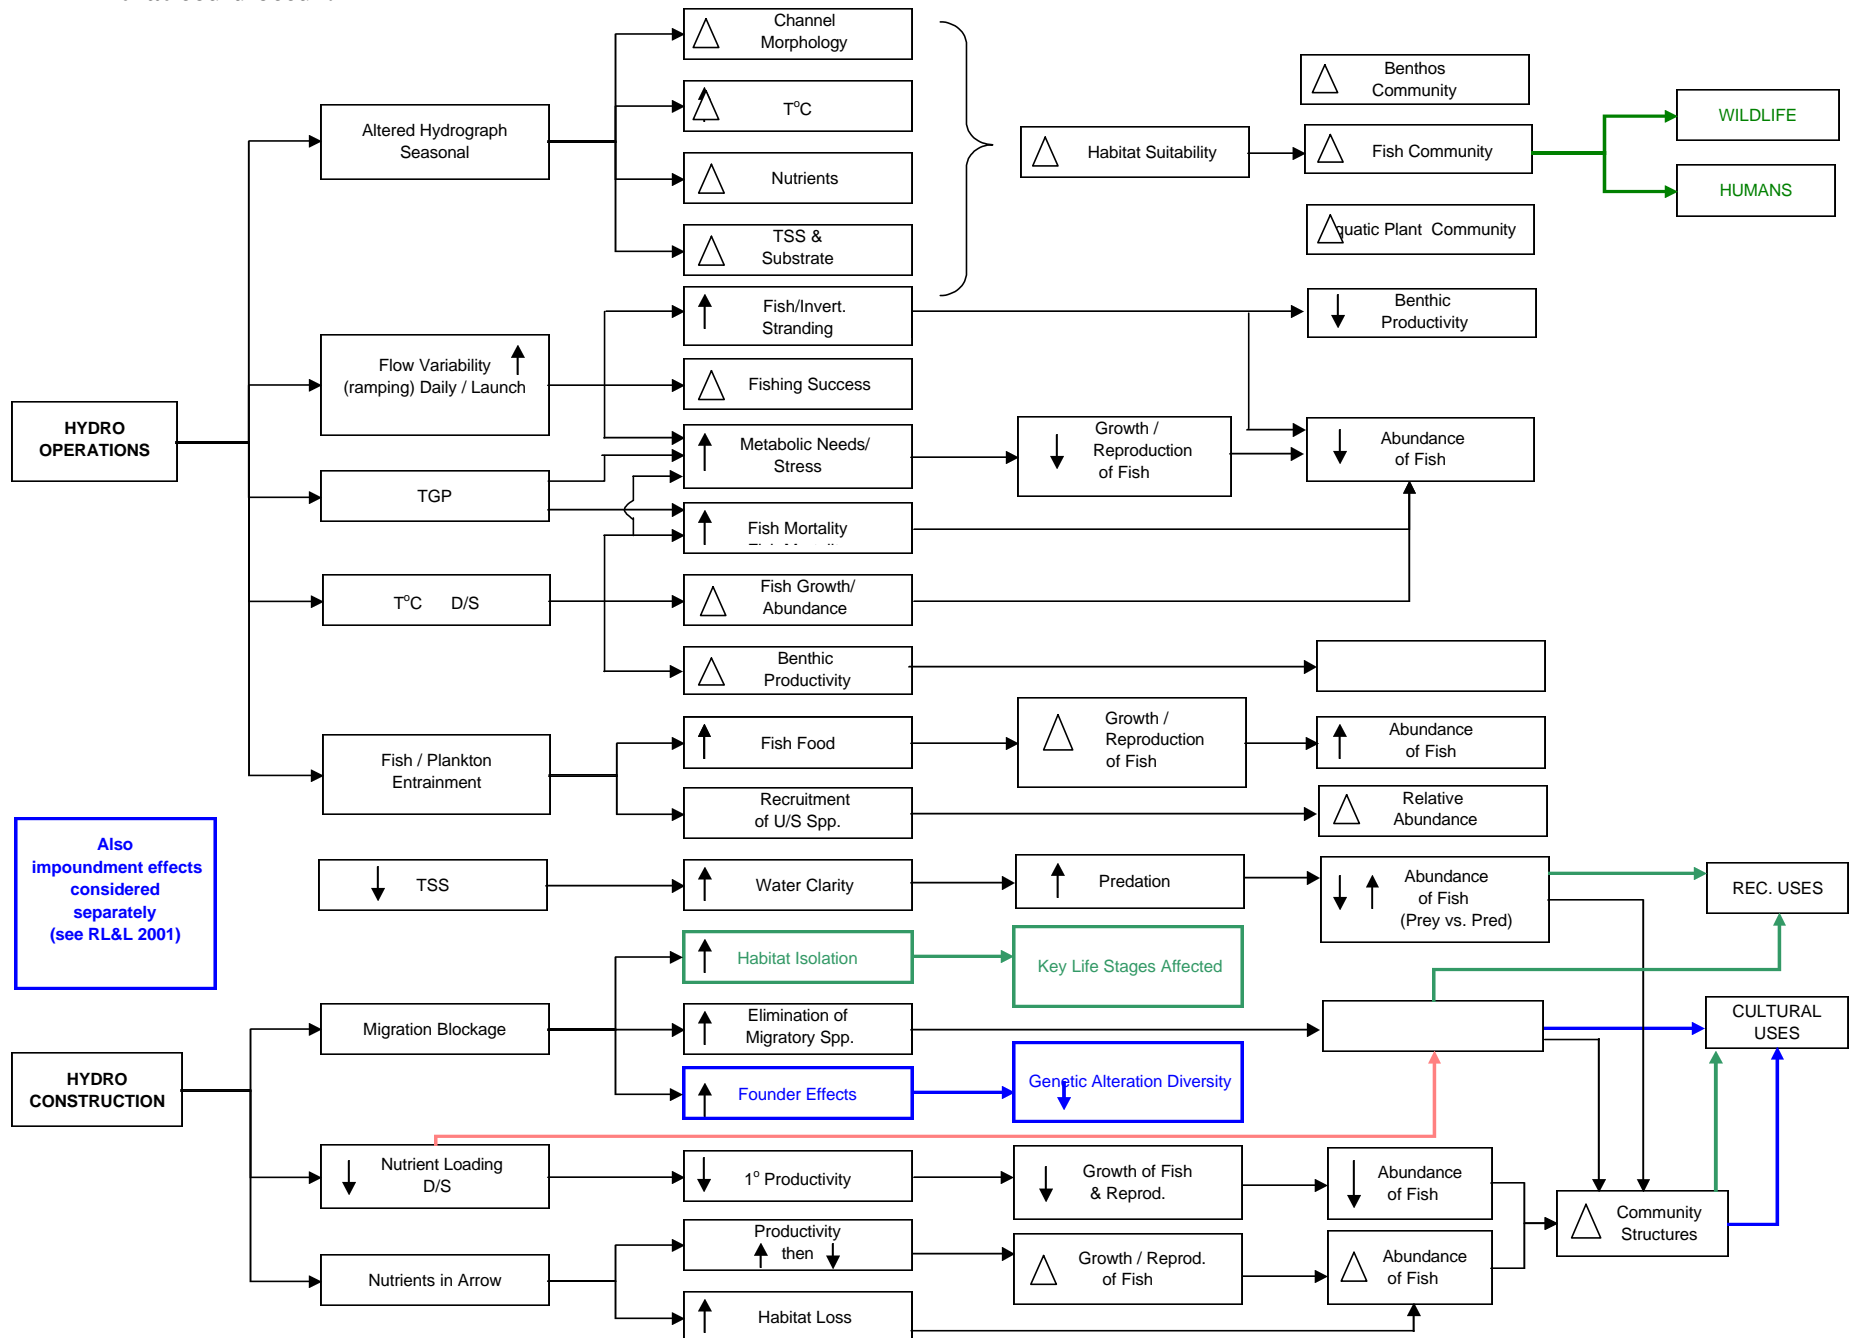 Channel
Morphology
T°C
Nutrients
TSS &
Substrate
Altered Hydrograph
Seasonal
Habitat Suitability
Benthos
Community
Fish Community
quatic Plant Community
WILDLIFE
HUMANS
Fish/Invert.
Stranding
Benthic
Productivity
Flow Variability
(ramping) Daily / Launch
Fishing Success
HYDRO
OPERATIONS
Metabolic Needs/
Stress
Growth /
Reproduction
of Fish
Abundance
of Fish
TGP
Fish Mortality
T°C D/S
Fish Growth/
Abundance
Benthic
Productivity
Fish / Plankton
Entrainment
Fish Food
Growth /
Reproduction
of Fish
Abundance
of Fish
Recruitment
of U/S Spp.
Relative
Abundance
Also
impoundment effects
considered
separately
(see RL&L 2001)
TSS
Water Clarity
Predation
Abundance
of Fish
(Prey vs. Pred)
REC. USES
Habitat Isolation
Key Life Stages Affected
Migration Blockage
Elimination of
Migratory Spp.
CULTURAL
USES
HYDRO
CONSTRUCTION
Founder Effects
Genetic Alteration Diversity
Nutrient Loading
D/S
1° Productivity
Growth of Fish
& Reprod.
Abundance
of Fish
Community
Structures
Nutrients in Arrow
Productivity
then
Growth / Reprod.
of Fish
Abundance
of Fish
Habitat Loss